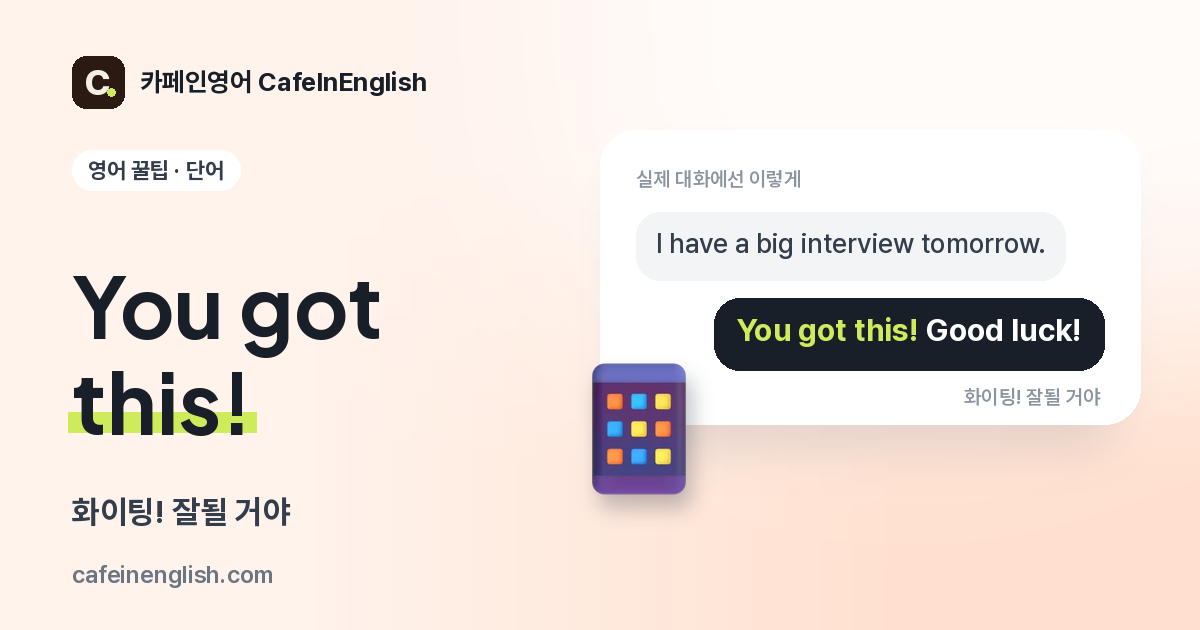 C
카페인영어 CafeInEnglish
영어 꿀팁 · 단어
You got
this!
화이팅! 잘될 거야
cafeinenglish.com
실제 대화에선 이렇게
I have a big interview tomorrow.
You got this! Good luck!
화이팅! 잘될 거야